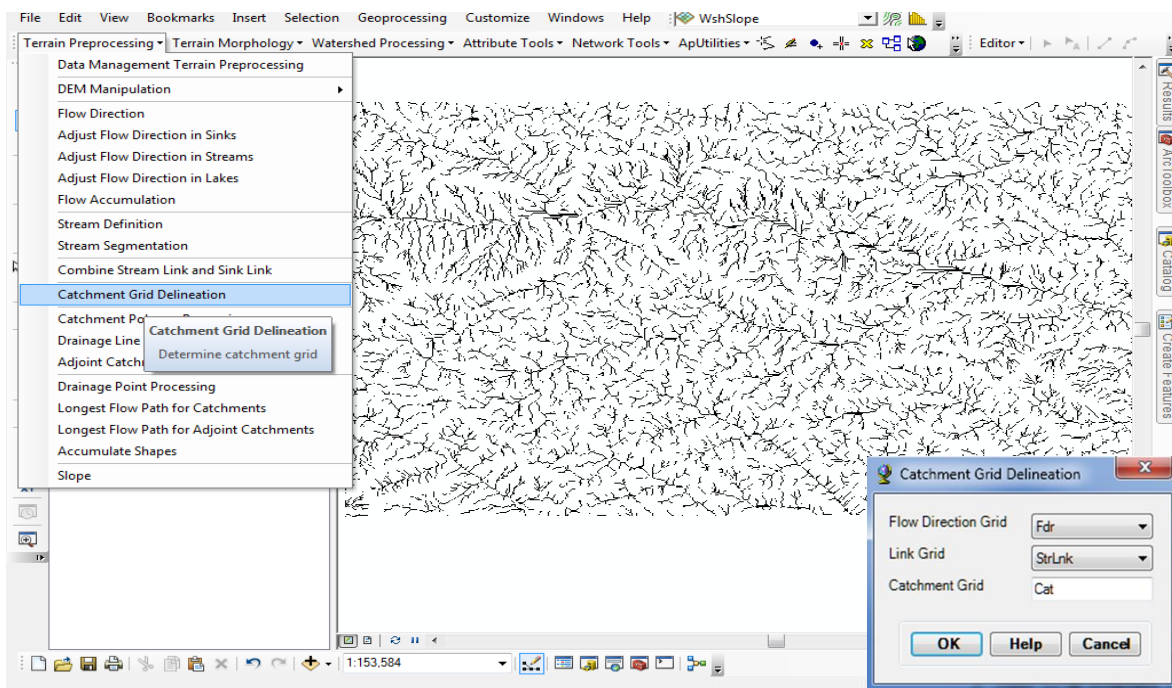 File Edit View Bookmarks Insert Selection Geoprocessing Customize Windows Help WshSlope
Terrain Preprocessing Terrain Morphology Watershed Processing Attribute Tools Network Tools ApUtilities Editor
Data Management Terrain Preprocessing
DEM Manipulation
Flow Direction
Adjust Flow Direction in Sinks
Adjust Flow Direction in Streams
Adjust Flow Direction in Lakes
Flow Accumulation
Stream Definition
Stream Segmentation
Combine Stream Link and Sink Link
Catchment Grid Delineation
Catchment
Catchment Grid Delineation
Determine catchment grid
Drainage Line
Adjoint
Drainage Point Processing
Longest Flow Path for Catchments
Longest Flow Path for Adjoint Catchments
Accumulate Shapes
Slope
Results
ArcToolbox
Catalog
Create Features
Catchment Grid Delineation
Flow Direction Grid Fdr
Link Grid StrLnk
Catchment Grid Cat
OK Help Cancel
1:153,584